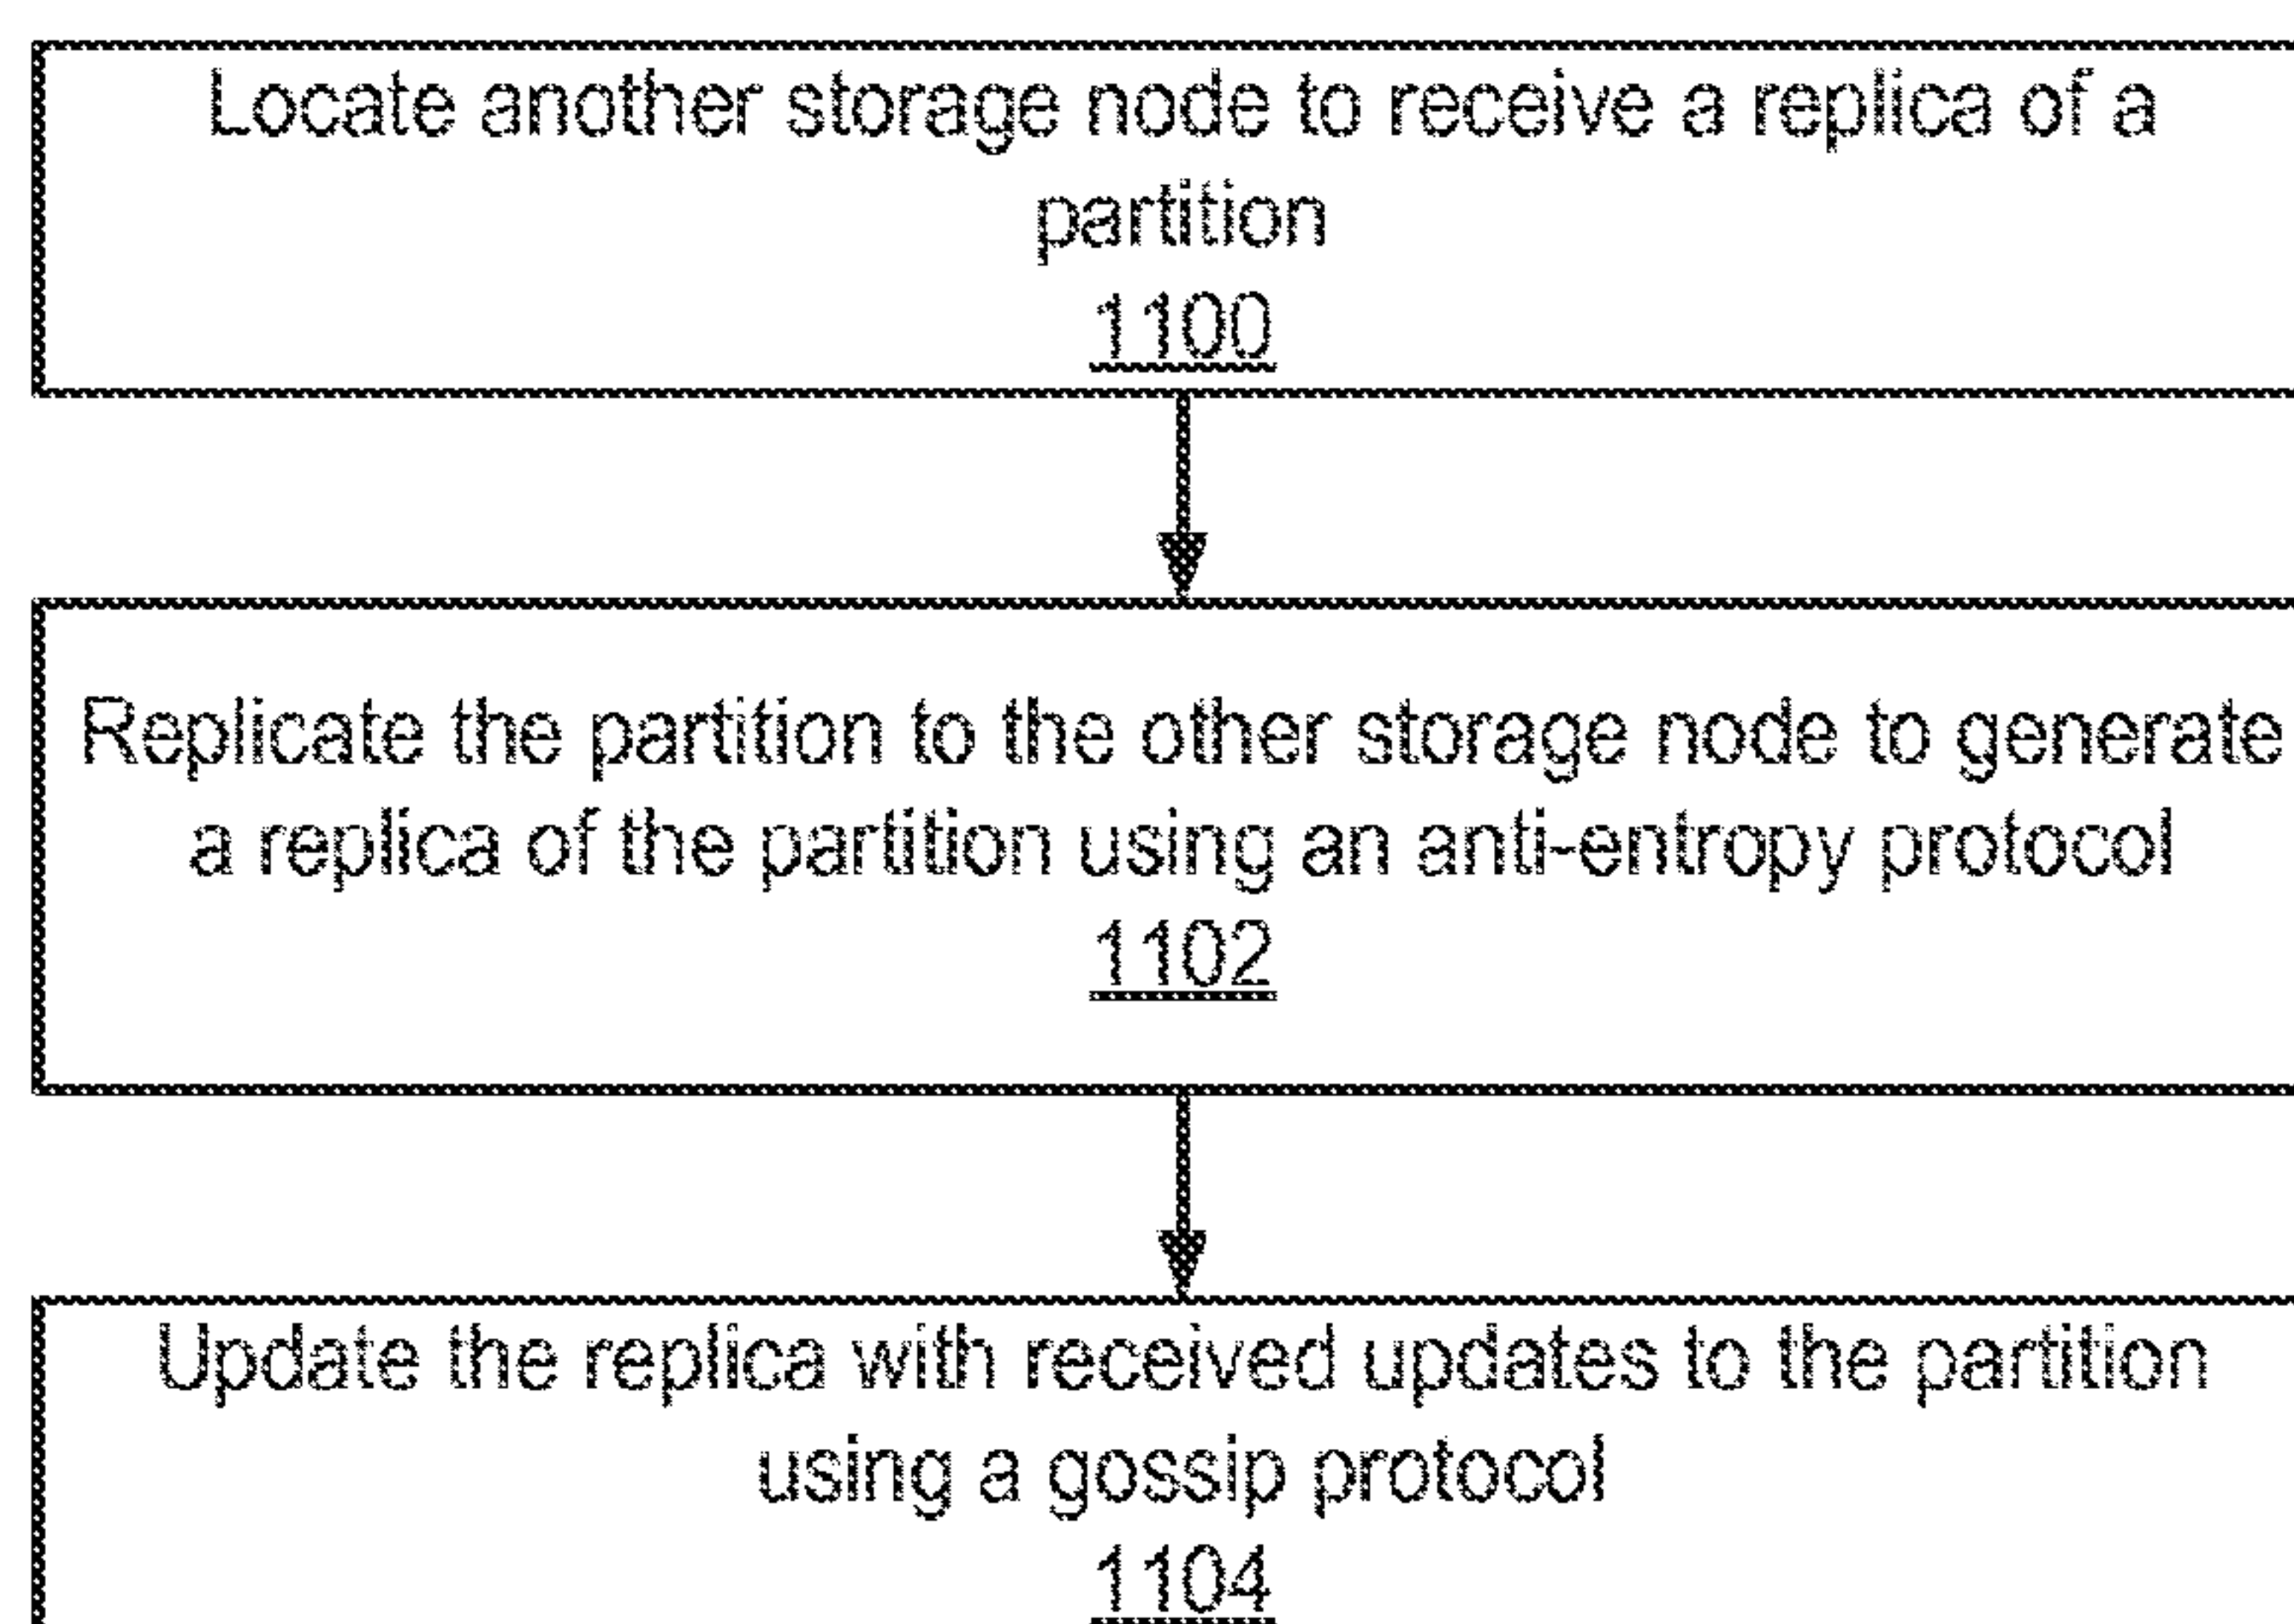 Locate another storage node to receive a replica of a
partition
1100
Replicate the partition to the other storage node to generate
a replica of the partition using an anti-entropy protocol
1102
Update the replica with received updates to the partition
using a gossip protocol
1104